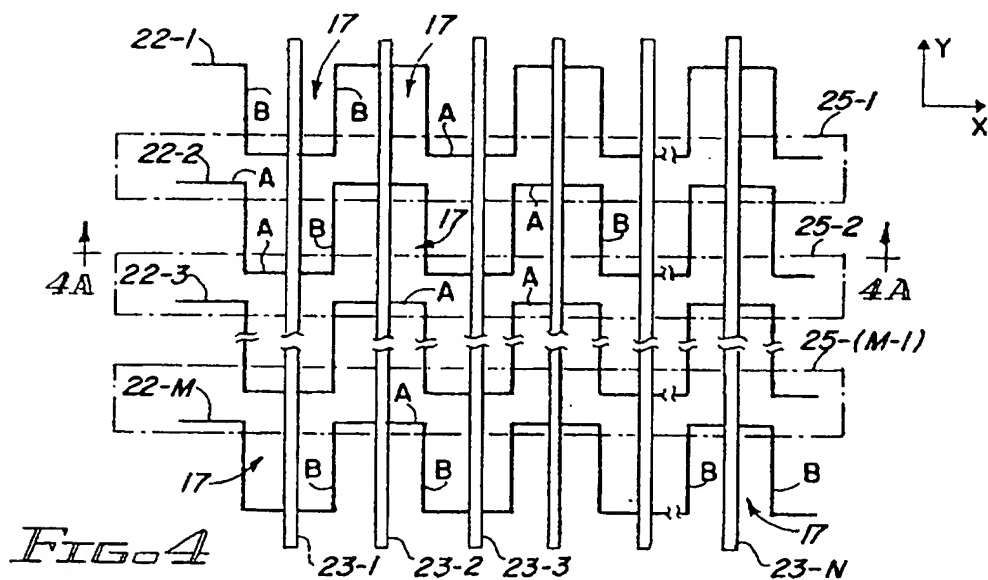 17 17
22-1
Y
X
B B
A
25-1
22-2
A
A
B
17
A
B
25-2
4A 4A
22-3
A
A
A
25-(M-1)
22-M
A
17
B B B B
17
FIG. 4
23-1 23-2 23-3 23-N